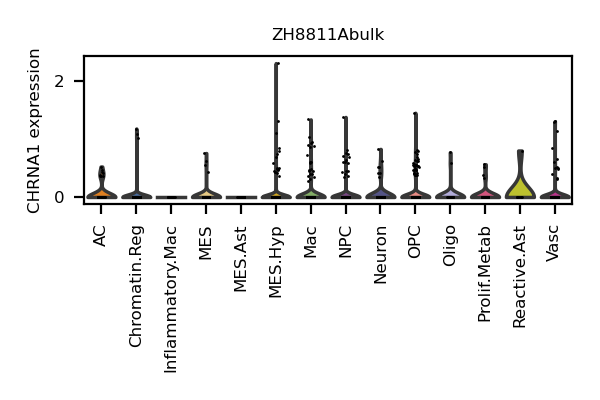 ZH8811Abulk
CHRNA1 expression
2
0
AC
Chromatin.Reg
Inflammatory.Mac
MES
MES.Ast
MES.Hyp
Mac
NPC
Neuron
OPC
Oligo
Prolif.Metab
Reactive.Ast
Vasc